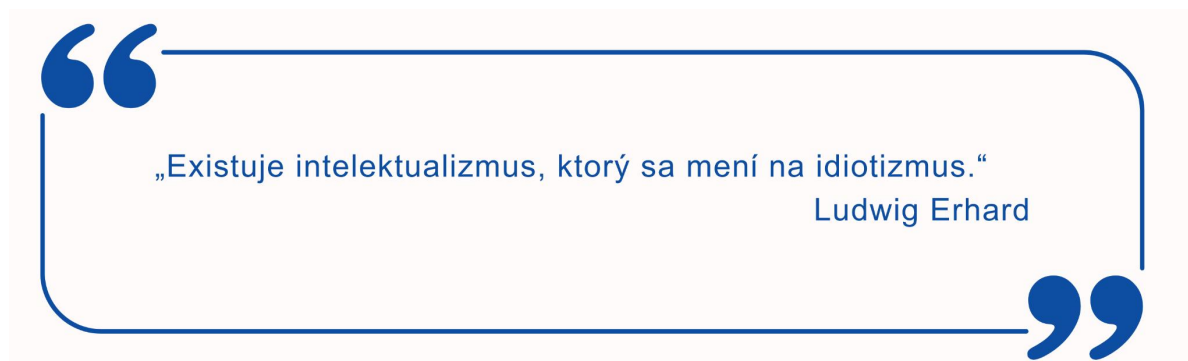 „Existuje intelektualizmus, ktorý sa mení na idiotizmus.“
Ludwig Erhard